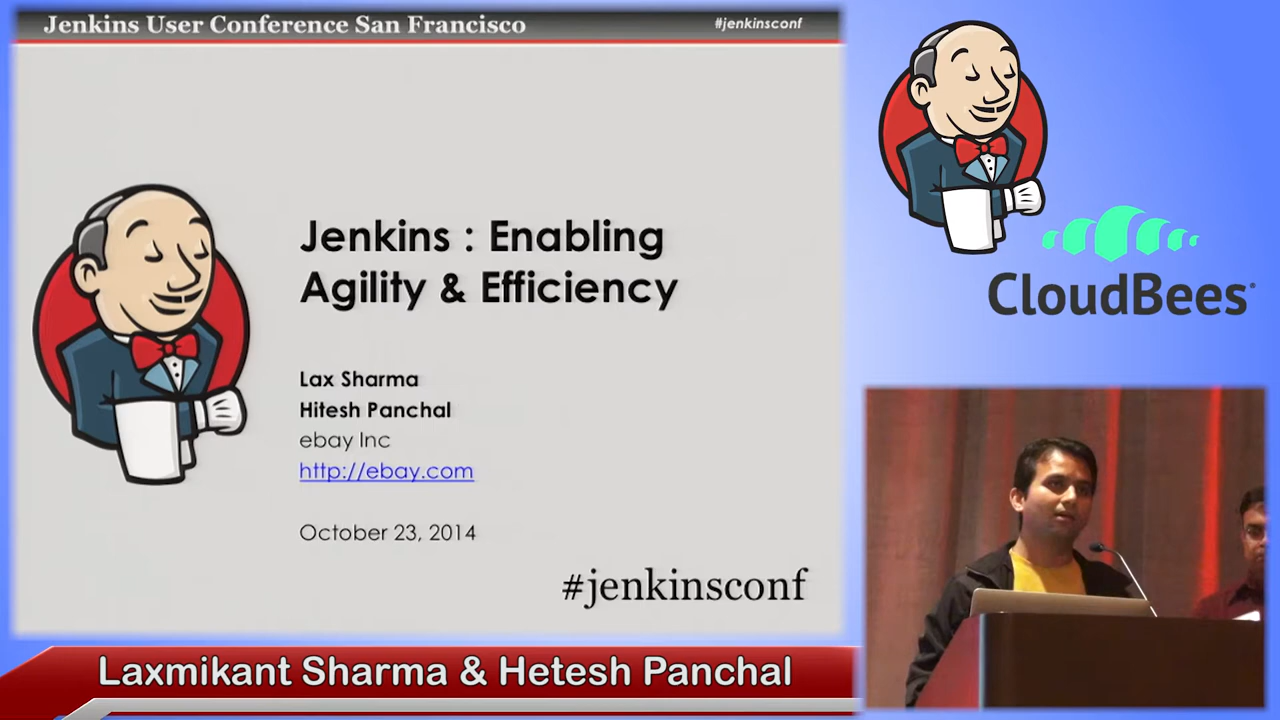 Jenkins User Conference San Francisco
#jenkinsconf
Jenkins : Enabling
Agility & Efficiency
Lax Sharma
Hitesh Panchal
ebay Inc
http://ebay.com
October 23, 2014
#jenkinsconf
CloudBees
Laxmikant Sharma & Hetesh Panchal